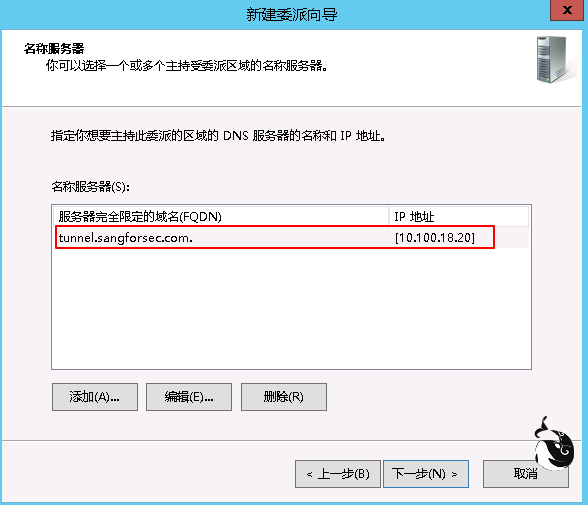 新建委派向导
名称服务器
你可以选择一个或多个主持受委派区域的名称服务器。
指定你想要主持此委派的区域的 DNS 服务器的名称和 IP 地址。
名称服务器(S):
服务器完全限定的域名(FQDN) IP 地址
tunnel.sangforsec.com. [10.100.18.20]
添加(A)... 编辑(E)... 删除(R)
< 上一步(B) 下一步(N) > 取消